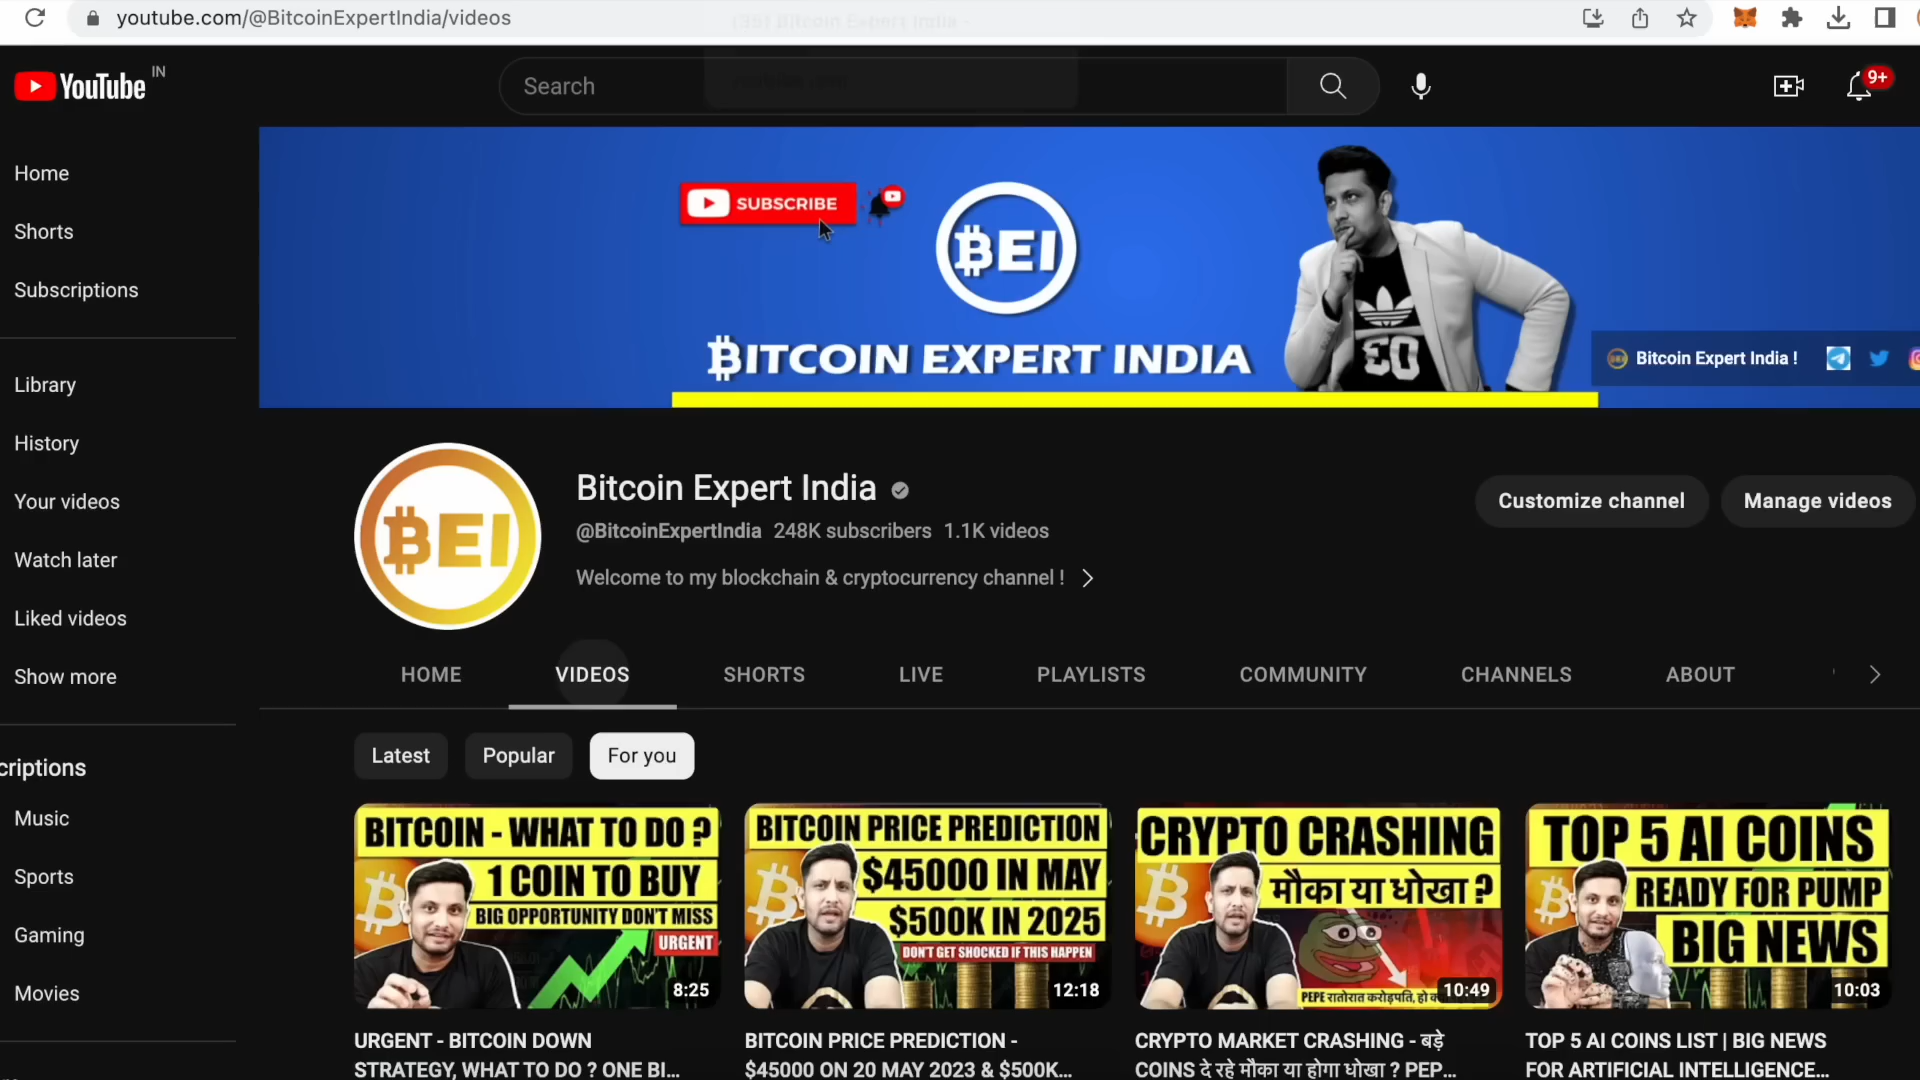 youtube.com/@BitcoinExpertIndia/videos
YouTube IN
Search
9+
Home
Shorts
Subscriptions
Library
History
Your videos
Watch later
Liked videos
Show more
criptions
Music
Sports
Gaming
Movies
SUBSCRIBE
BEI
BITCOIN EXPERT INDIA
Bitcoin Expert India !
BEI
Bitcoin Expert India
@BitcoinExpertIndia 248K subscribers 1.1K videos
Welcome to my blockchain & cryptocurrency channel !
Customize channel
Manage videos
HOME VIDEOS SHORTS LIVE PLAYLISTS COMMUNITY CHANNELS ABOUT
Latest Popular For you
BITCOIN - WHAT TO DO ?
1 COIN TO BUY
BIG OPPORTUNITY DON'T MISS
URGENT
8:25
URGENT - BITCOIN DOWN
STRATEGY, WHAT TO DO ? ONE BI...
BITCOIN PRICE PREDICTION
$45000 IN MAY
$500K IN 2025
DON'T GET SHOCKED IF THIS HAPPEN
12:18
BITCOIN PRICE PREDICTION -
$45000 ON 20 MAY 2023 & $500K...
CRYPTO CRASHING
मौका या धोखा ?
PEPE रातोरात करोड़पति, हो
10:49
CRYPTO MARKET CRASHING - बड़े
COINS दे रहे मौका या होगा धोखा ? PEP...
TOP 5 AI COINS
READY FOR PUMP
BIG NEWS
10:03
TOP 5 AI COINS LIST | BIG NEWS
FOR ARTIFICIAL INTELLIGENCE...